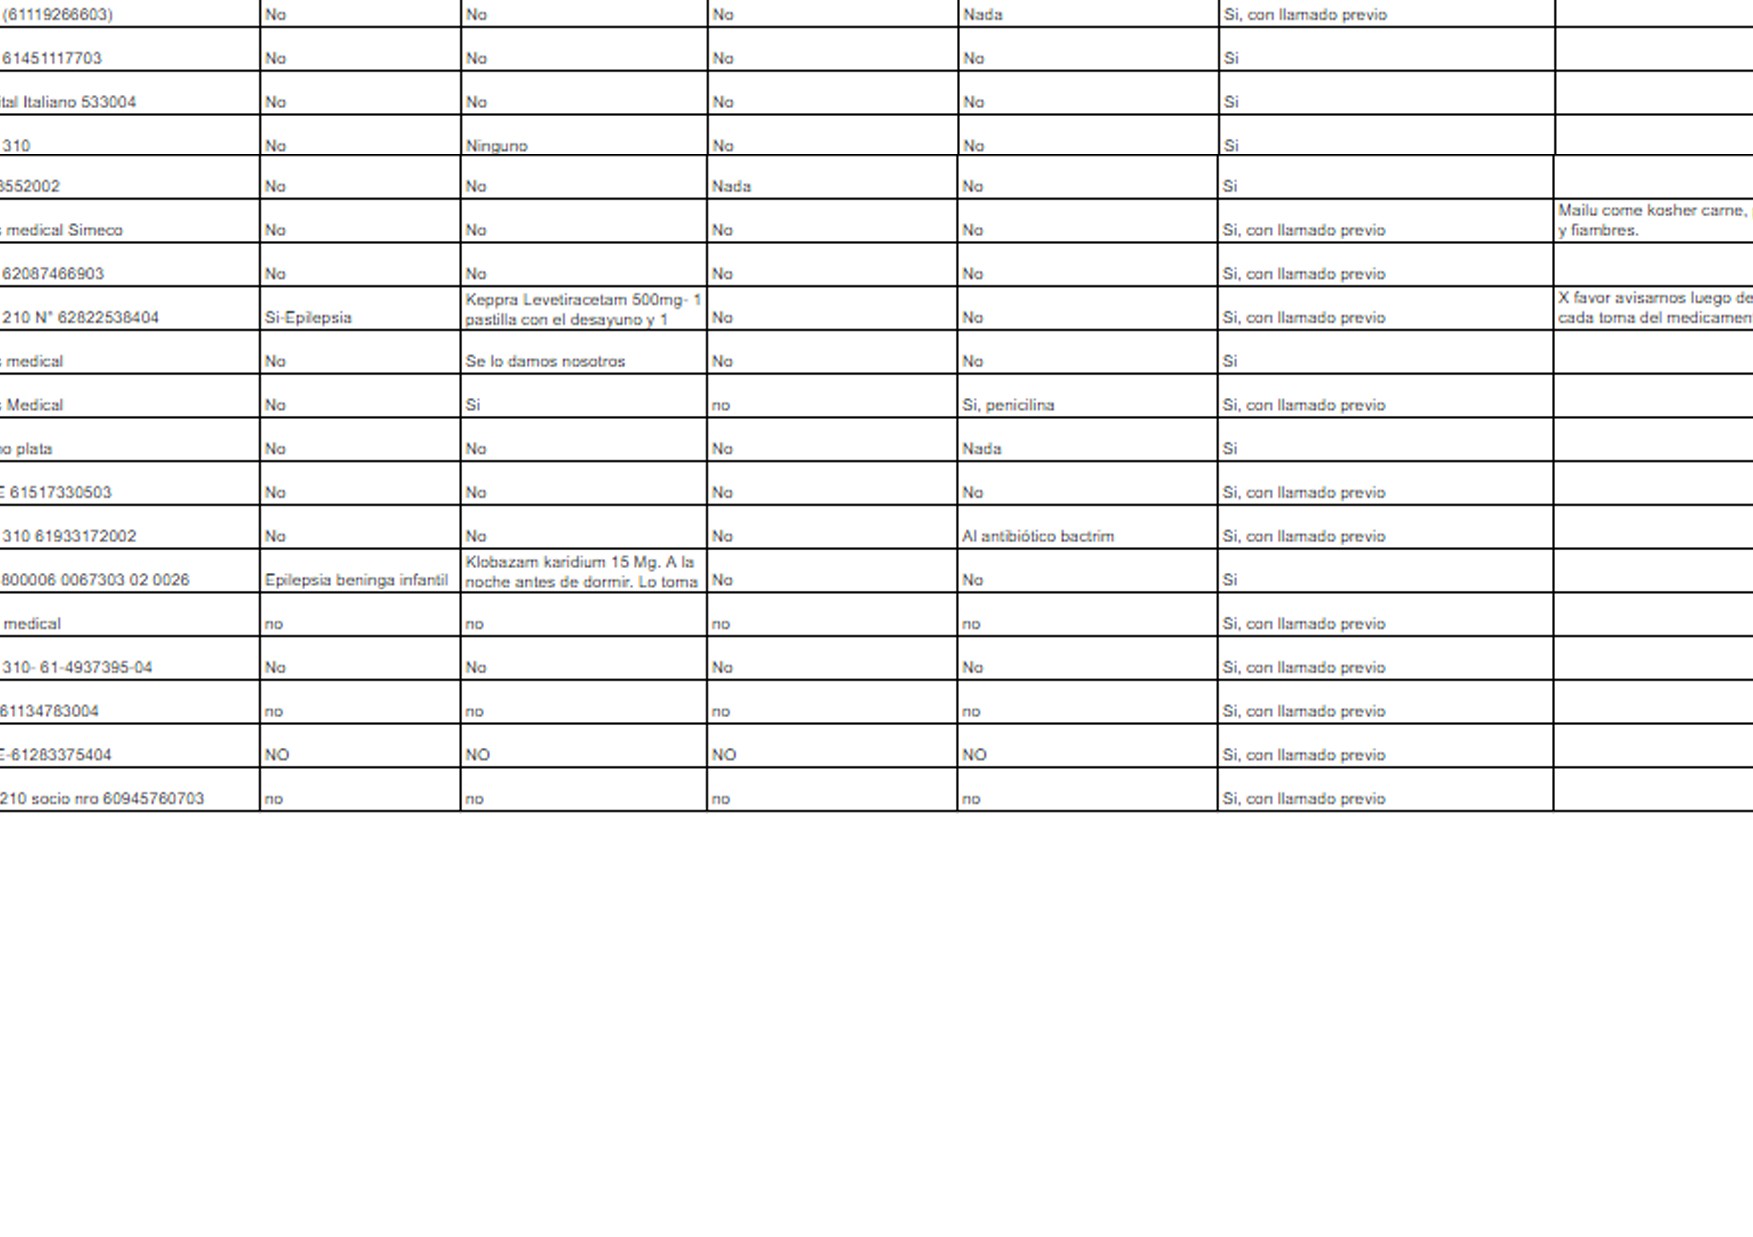 (61119266603) No No No Nada Si, con llamado previo
61451117703 No No No No Si
ital Italiano 533004 No No No No Si
310 No Ninguno No No Si
3552002 No No Nada No Si
Mailu come kosher carne,
medical Simeco No No No No Si, con llamado previo y fiambres.
62087466903 No No No No Si, con llamado previo
Keppra Levetiracetam 500mg- 1 X favor avisarnos luego de
210 N° 62822538404 Si-Epilepsia pastilla con el desayuno y 1 No No Si, con llamado previo cada toma del medicamen
medical No Se lo damos nosotros No No Si
Medical No Si no Si, penicilina Si, con llamado previo
no plata No No No Nada Si
E 61517330503 No No No No Si, con llamado previo
310 61933172002 No No No Al antibiótico bactrim Si, con llamado previo
Klobazam karidium 15 Mg. A la
800006 0067303 02 0026 Epilepsia beninga infantil noche antes de dormir. Lo toma No No Si
medical no no no no Si, con llamado previo
310- 61-4937395-04 No No No No Si, con llamado previo
61134783004 no no no no Si, con llamado previo
E-61283375404 NO NO NO NO Si, con llamado previo
210 socio nro 60945760703 no no no no Si, con llamado previo